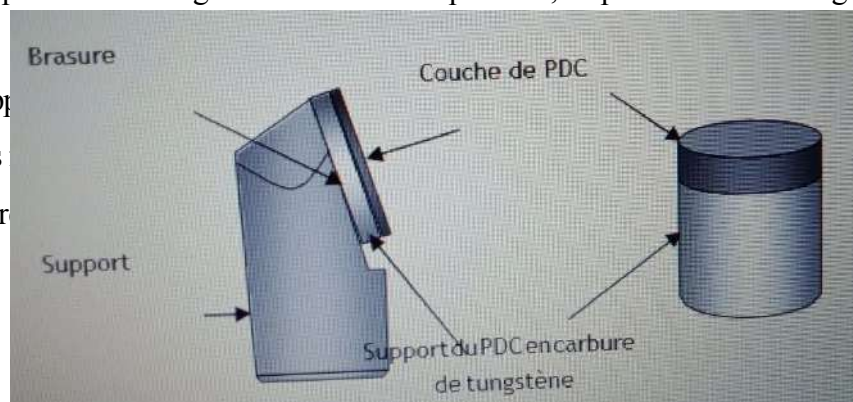 Brasure
Couche de PDC
Support
Support du PDC en carbure
de tungstène